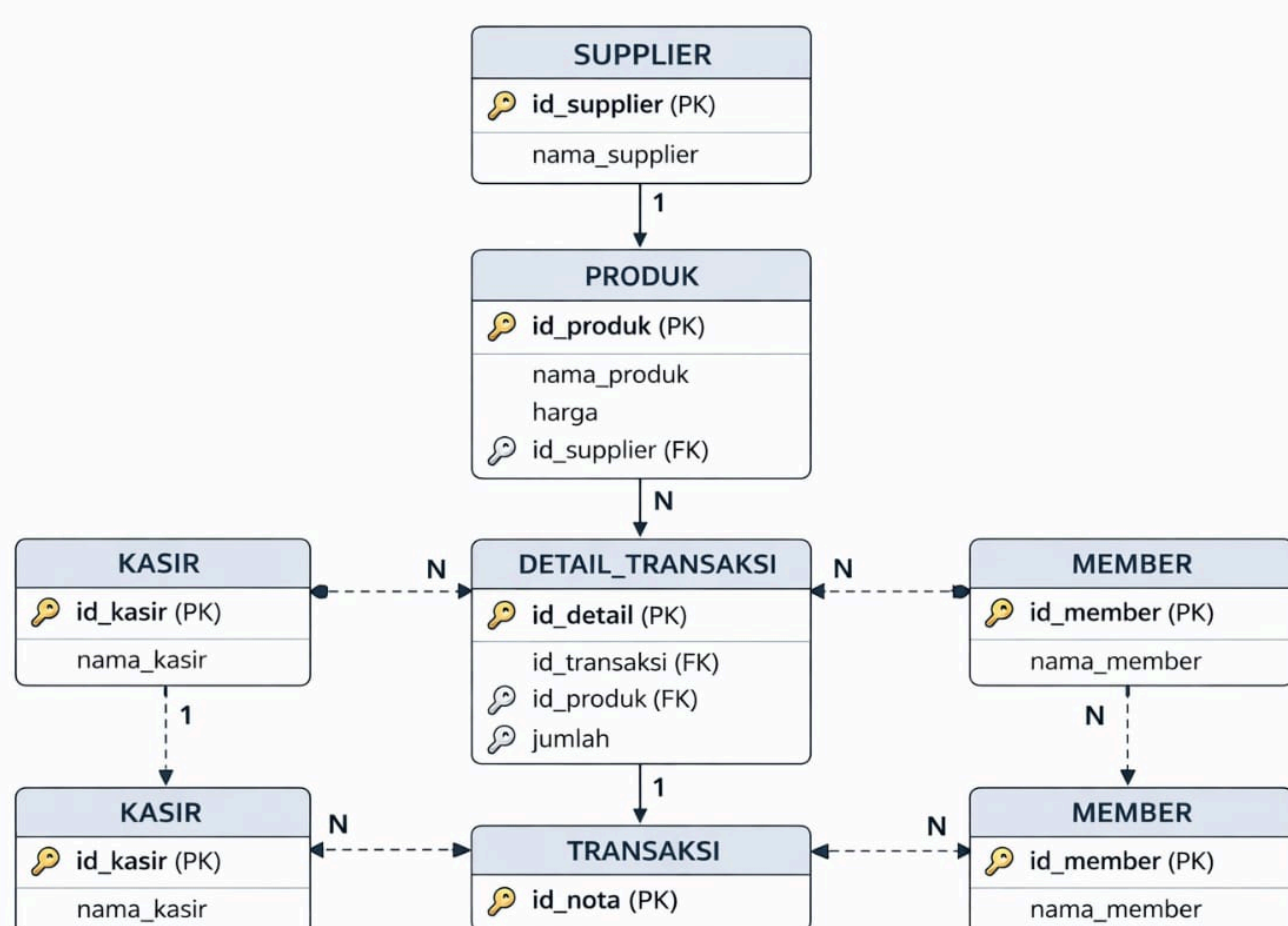 SUPPLIER
id_supplier (PK)
nama_supplier
1
PRODUK
id_produk (PK)
nama_produk
harga
id_supplier (FK)
N
KASIR
id_kasir (PK)
nama_kasir
N
DETAIL_TRANSAKSI
id_detail (PK)
id_transaksi (FK)
id_produk (FK)
jumlah
N
MEMBER
id_member (PK)
nama_member
1
1
N
KASIR
id_kasir (PK)
nama_kasir
N
TRANSAKSI
id_nota (PK)
N
MEMBER
id_member (PK)
nama_member